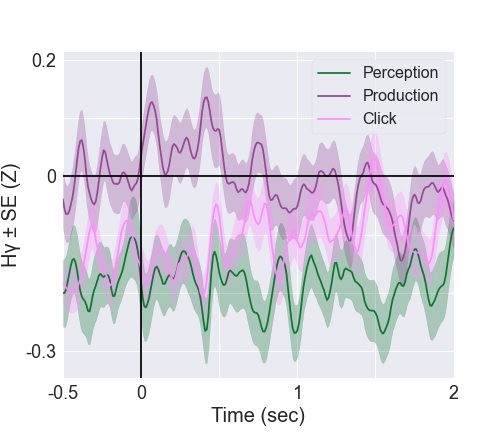 0.2
0
-0.3
Hγ ± SE (Z)
Perception
Production
Click
-0.5 0 1 2
Time (sec)